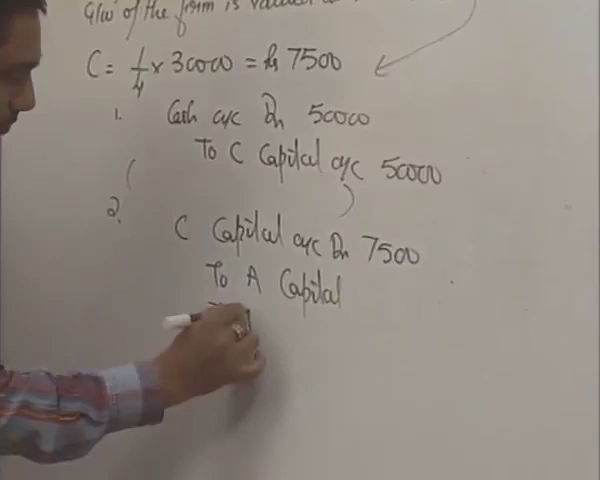 G/W of the firm is valued
C = 1/4 × 30000 = Rs 7500
1. Cash a/c Dr 50000
To C Capital a/c 50000
( )
2. C Capital a/c Dr 7500
To A Capital